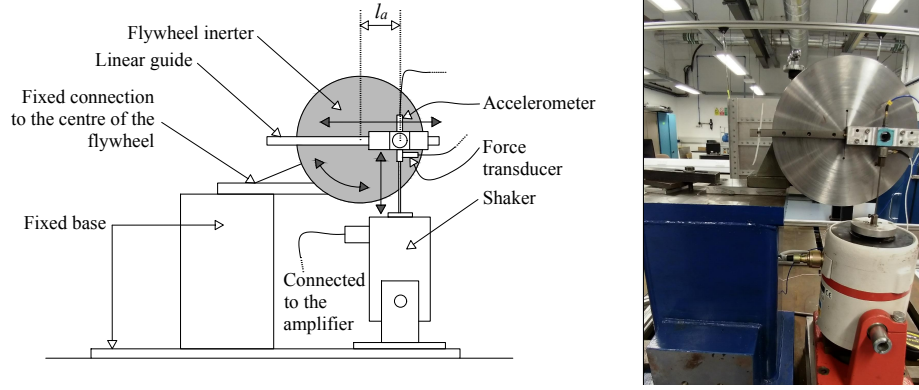 lₐ
Flywheel inerter
Linear guide
Fixed connection
to the centre of the
flywheel
Accelerometer
Force
transducer
Shaker
Fixed base
Connected
to the
amplifier